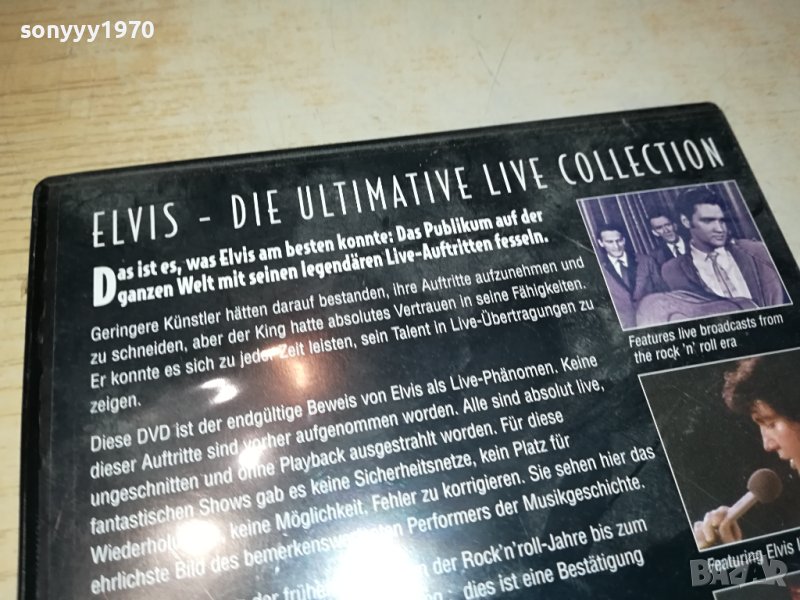 sonyyy1970
ELVIS - DIE ULTIMATIVE LIVE COLLECTION
Das ist es, was Elvis am besten konnte: Das Publikum auf der
ganzen Welt mit seinen legendären Live-Auftritten fesseln.
Geringere Künstler hätten darauf bestanden, ihre Auftritte aufzunehmen und
zu schneiden, aber der King hatte absolutes Vertrauen in seine Fähigkeiten.
Er konnte es sich zu jeder Zeit leisten, sein Talent in Live-Übertragungen zu
zeigen.
Diese DVD ist der endgültige Beweis von Elvis als Live-Phänomen. Keine
dieser Auftritte sind vorher aufgenommen worden. Alle sind absolut live,
ungeschnitten und ohne Playback ausgestrahlt worden. Für diese
fantastischen Shows gab es keine Sicherheitsnetze, kein Platz für
keine Möglichkeit, Fehler zu korrigieren. Sie sehen hier das
ehrlichste Bild des Performers der Musikgeschichte.
der Rock'n'roll-Jahre bis zum
dies ist eine Bestätigung
Features live broadcasts from
the rock 'n' roll era
Featuring Elvis
BAZAR